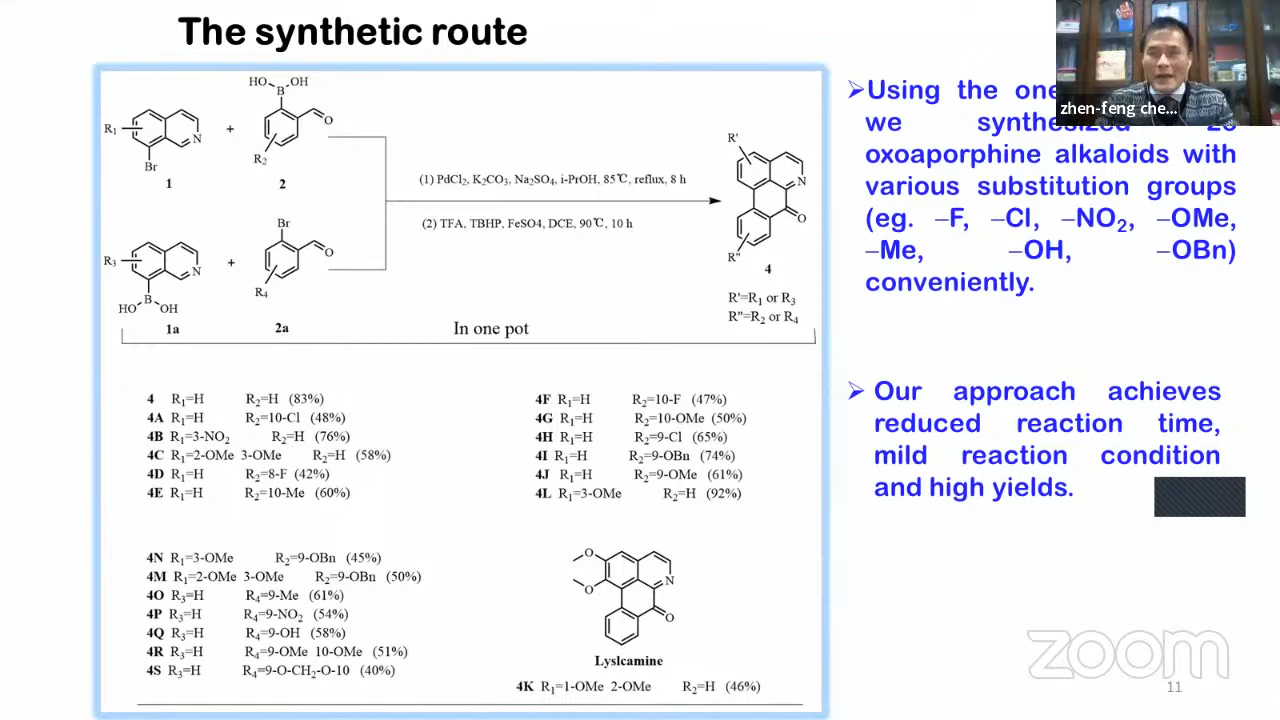 The synthetic route
zhen-feng che...
HO
OH
B
R1
+
O
N
Br
R2
1
2
Br
R3
+
O
N
B
R4
HO
OH
1a
2a
(1) PdCl2, K2CO3, Na2SO4, i-PrOH, 85℃, reflux, 8 h
(2) TFA, TBHP, FeSO4, DCE, 90℃, 10 h
R'
N
O
R"
4
R'=R1 or R3
R"=R2 or R4
In one pot
4 R1=H R2=H (83%)
4A R1=H R2=10-Cl (48%)
4B R1=3-NO2 R2=H (76%)
4C R1=2-OMe 3-OMe R2=H (58%)
4D R1=H R2=8-F (42%)
4E R1=H R2=10-Me (60%)
4F R1=H R2=10-F (47%)
4G R1=H R2=10-OMe (50%)
4H R1=H R2=9-Cl (65%)
4I R1=H R2=9-OBn (74%)
4J R1=H R2=9-OMe (61%)
4L R1=3-OMe R2=H (92%)
4N R1=3-OMe R2=9-OBn (45%)
4M R1=2-OMe 3-OMe R2=9-OBn (50%)
4O R3=H R4=9-Me (61%)
4P R3=H R4=9-NO2 (54%)
4Q R3=H R4=9-OH (58%)
4R R3=H R4=9-OMe 10-OMe (51%)
4S R3=H R4=9-O-CH2-O-10 (40%)
O
O
N
O
Lyslcamine
4K R1=1-OMe 2-OMe R2=H (46%)
➢Using the one
we synthesized
oxoaporphine alkaloids with
various substitution groups
(eg. –F, –Cl, –NO2, –OMe,
–Me, –OH, –OBn)
conveniently.
➢ Our approach achieves
reduced reaction time,
mild reaction condition
and high yields.
zoom
11